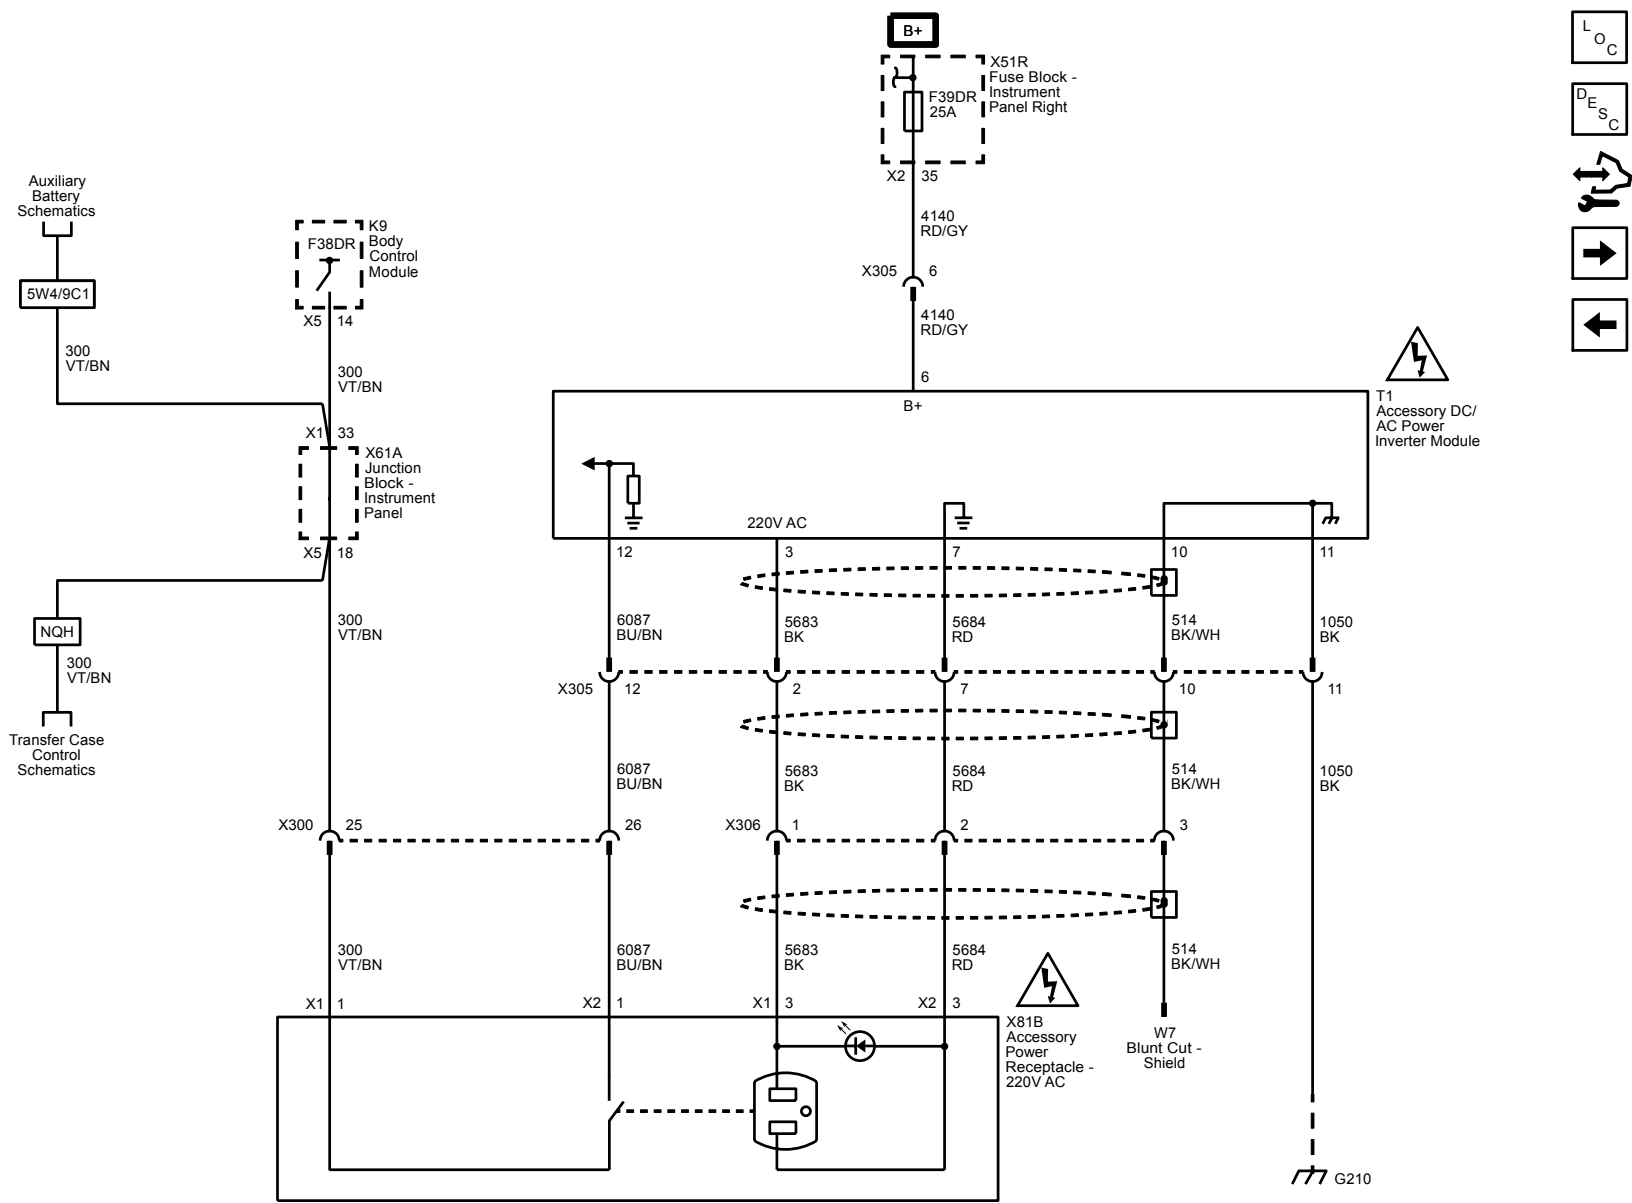 B+
X51R
Fuse Block -
Instrument
Panel Right
F39DR
25A
X2 35
4140
RD/GY
X305 6
4140
RD/GY
6
L
O
C
D
E
S
C
Auxiliary
Battery
Schematics
5W4/9C1
300
VT/BN
K9
Body
Control
Module
F38DR
X5 14
300
VT/BN
X1 33
X61A
Junction
Block -
Instrument
Panel
X5 18
NQH
300
VT/BN
Transfer Case
Control
Schematics
300
VT/BN
T1
Accessory DC/
AC Power
Inverter Module
B+
220V AC
12 3 7 10 11
6087
BU/BN
5683
BK
5684
RD
514
BK/WH
1050
BK
X305 12 2 7 10 11
6087
BU/BN
5683
BK
5684
RD
514
BK/WH
1050
BK
X300 25 26 X306 1 2 3
300
VT/BN
6087
BU/BN
5683
BK
5684
RD
514
BK/WH
X1 1 X2 1 X1 3 X2 3
X81B
Accessory
Power
Receptacle -
220V AC
W7
Blunt Cut -
Shield
G210